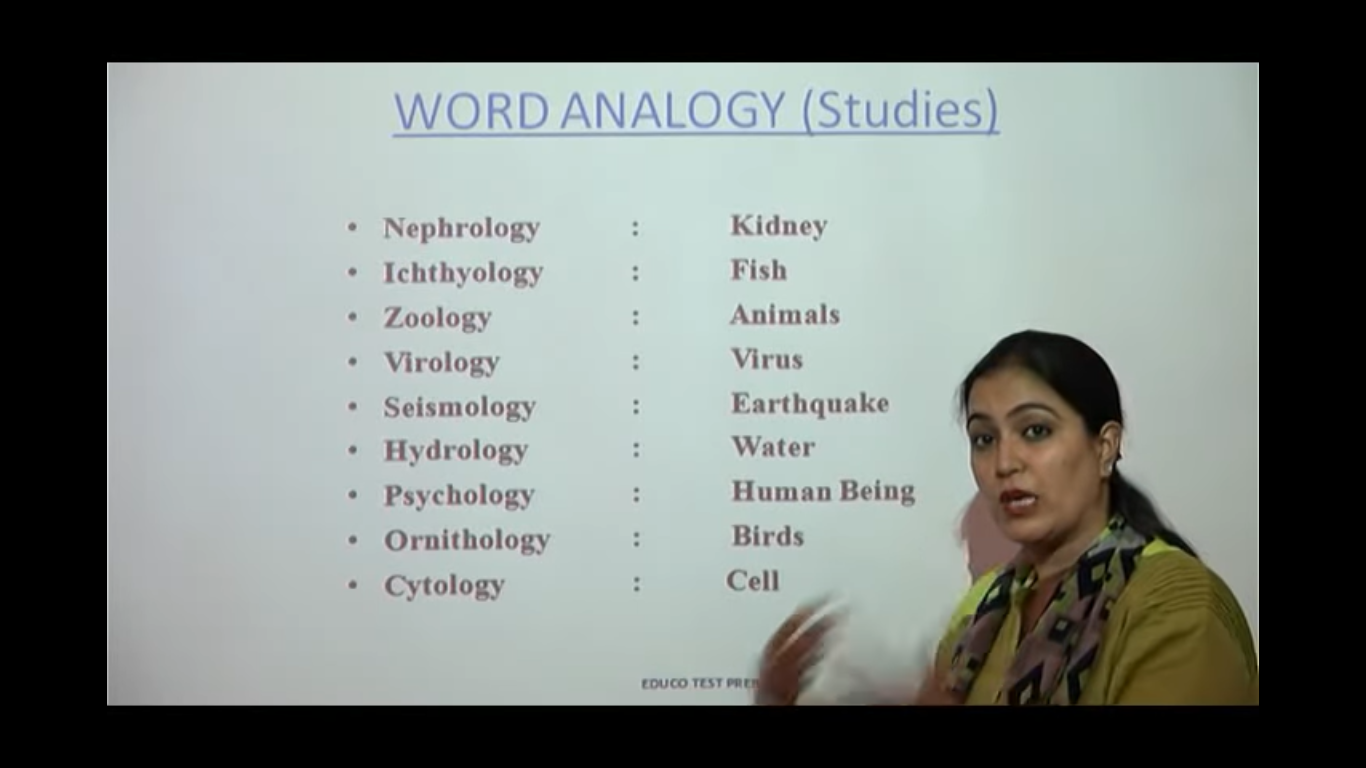 WORD ANALOGY (Studies)
• Nephrology : Kidney
• Ichthyology : Fish
• Zoology : Animals
• Virology : Virus
• Seismology : Earthquake
• Hydrology : Water
• Psychology : Human Being
• Ornithology : Birds
• Cytology : Cell
EDUCO TEST